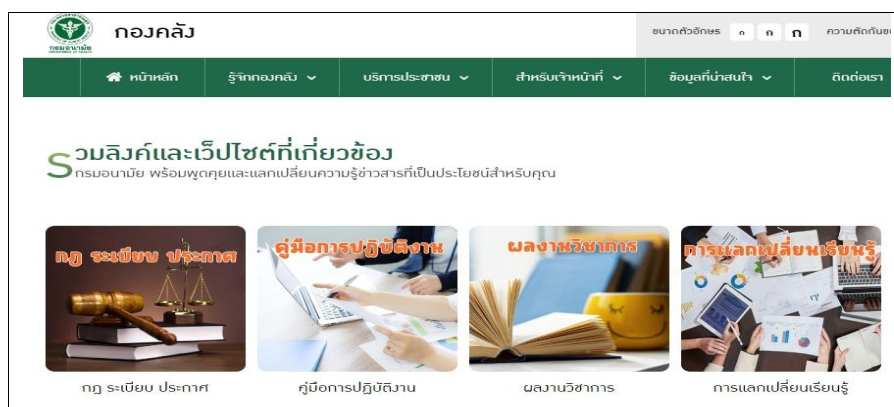 กองคลัง
ขนาดตัวอักษร ก ก ก
กรมอนามัย
หน้าหลัก รู้จักกองคลัง บริการประชาชน สำหรับเจ้าหน้าที่ ข้อมูลที่น่าสนใจ ติดต่อเรา
รวมลิงค์และเว็ปไซต์ที่เกี่ยวข้อง
กรมอนามัย พร้อมพูดคุยและแลกเปลี่ยนความรู้ข่าวสารที่เป็นประโยชน์สำหรับคุณ
กฎ ระเบียบ ประกาศ คู่มือการปฏิบัติงาน ผลงานวิชาการ การแลกเปลี่ยนเรียนรู้
กฎ ระเบียบ ประกาศ คู่มือการปฏิบัติงาน ผลงานวิชาการ การแลกเปลี่ยนเรียนรู้